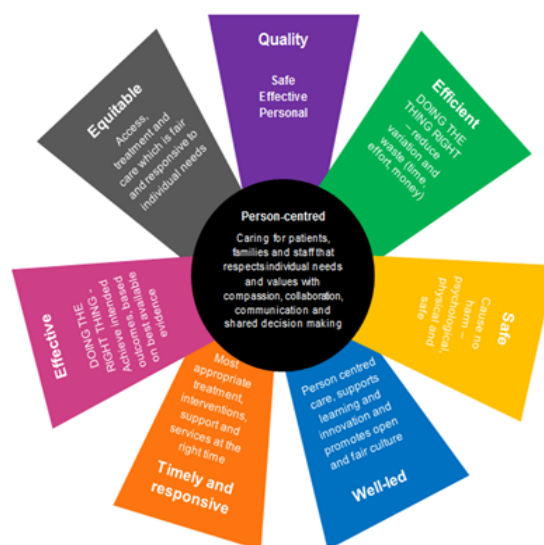 Quality
Safe
Effective
Personal
Efficient
DOING THE
THING RIGHT
– reduce
variation and
waste (time,
effort, money)
Safe
Cause no
harm –
psychological,
physical and
safe
Well-led
Person centred
care, supports
learning and
innovation and
promotes open
and fair culture
Most
appropriate
treatment,
interventions,
support and
services at the
right time
Timely and
responsive
Effective
DOING THE
RIGHT THING -
Achieve intended
outcomes, based
on best available
evidence
Equitable
Access,
treatment and
care which is fair
and responsive to
individual needs
Person-centred
Caring for patients,
families and staff that
respects individual needs
and values with
compassion, collaboration,
communication and
shared decision making